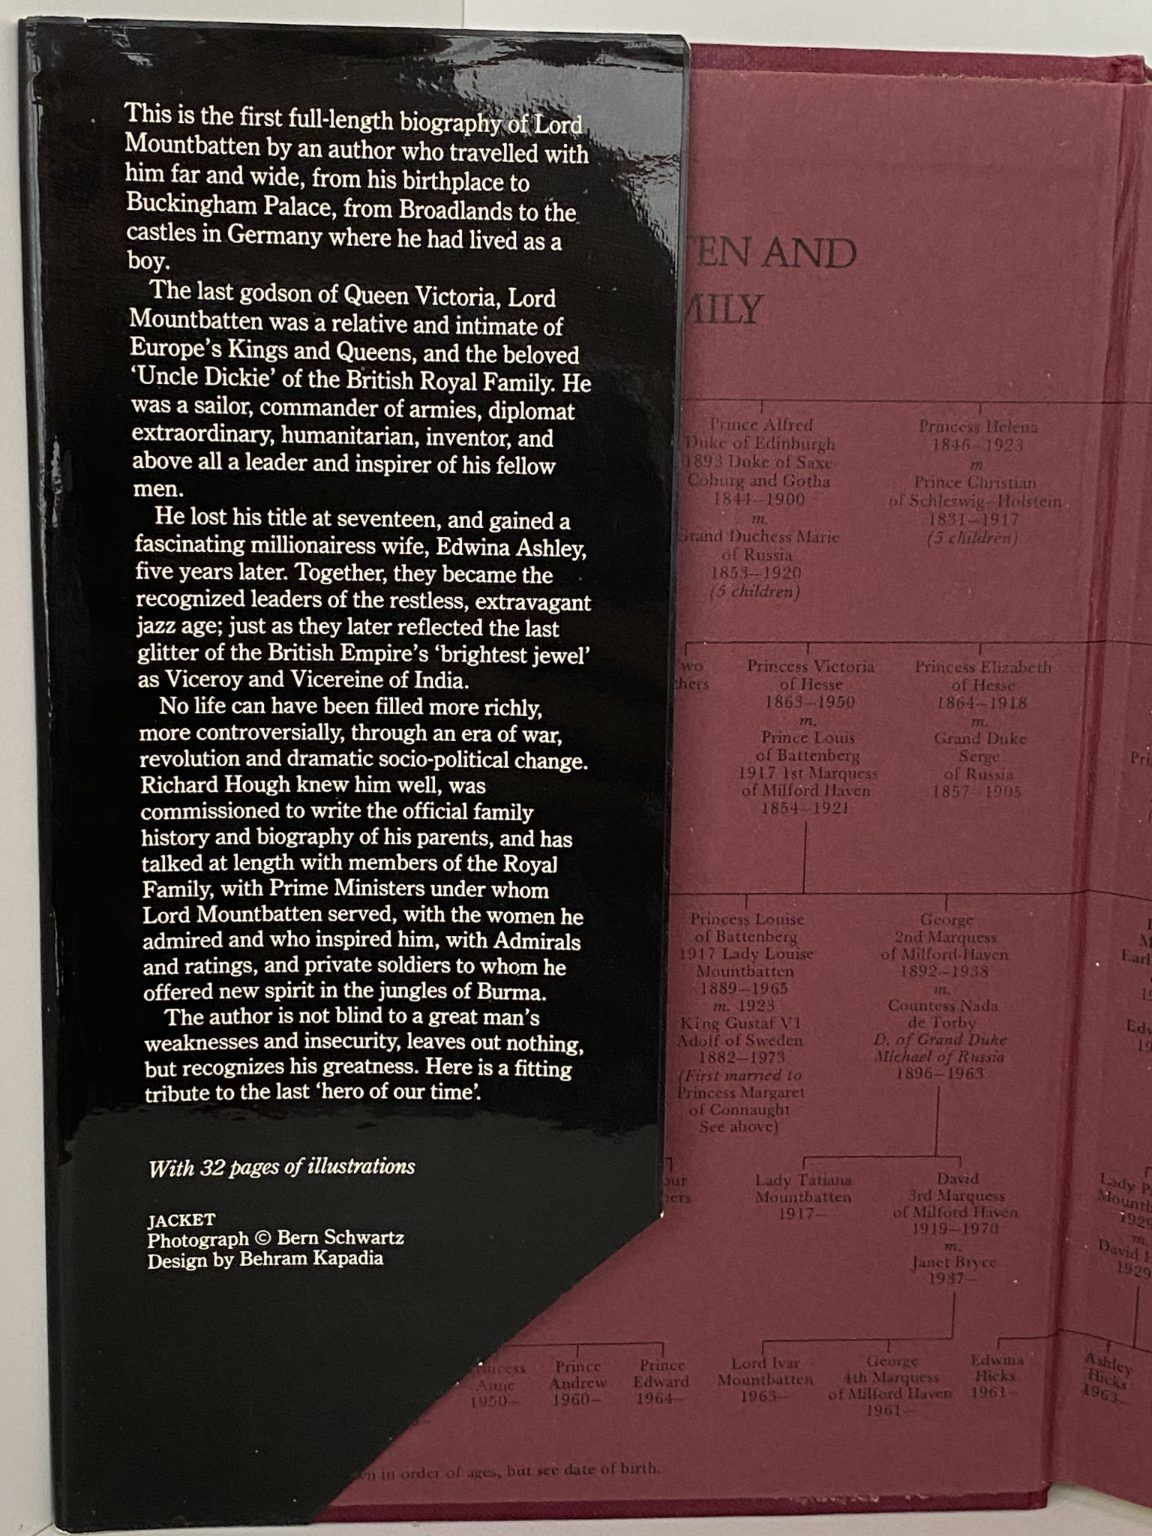 This is the first full-length biography of Lord
Mountbatten by an author who travelled with
him far and wide, from his birthplace to
Buckingham Palace, from Broadlands to the
castles in Germany where he had lived as a
boy.
The last godson of Queen Victoria, Lord
Mountbatten was a relative and intimate of
Europe's Kings and Queens, and the beloved
'Uncle Dickie' of the British Royal Family. He
was a sailor, commander of armies, diplomat
extraordinary, humanitarian, inventor, and
above all a leader and inspirer of his fellow
men.
He lost his title at seventeen, and gained a
fascinating millionairess wife, Edwina Ashley,
five years later. Together, they became the
recognized leaders of the restless, extravagant
jazz age; just as they later reflected the last
glitter of the British Empire's 'brightest jewel'
as Viceroy and Vicereine of India.
No life can have been filled more richly,
more controversially, through an era of war,
revolution and dramatic socio-political change.
Richard Hough knew him well, was
commissioned to write the official family
history and biography of his parents, and has
talked at length with members of the Royal
Family, with Prime Ministers under whom
Lord Mountbatten served, with the women he
admired and who inspired him, with Admirals
and ratings, and private soldiers to whom he
offered new spirit in the jungles of Burma.
The author is not blind to a great man's
weaknesses and insecurity, leaves out nothing,
but recognizes his greatness. Here is a fitting
tribute to the last 'hero of our time'.
With 32 pages of illustrations
JACKET
Photograph © Bern Schwartz
Design by Behram Kapadia
TEN AND
MILY
Prince Alfred
Duke of Edinburgh
1893 Duke of Saxe-
Coburg and Gotha
1844–1900
m.
Grand Duchess Marie
of Russia
1853–1920
(5 children)
Princess Helena
1846–1923
m
Prince Christian
of Schleswig-Holstein
1831–1917
(5 children)
Princess Victoria
of Hesse
1863–1950
m.
Prince Louis
of Battenberg
1917 1st Marquess
of Milford Haven
1854–1921
Princess Elizabeth
of Hesse
1864–1918
m.
Grand Duke
Serge
of Russia
1857–1905
Princess Louise
of Battenberg
1917 Lady Louise
Mountbatten
1889–1965
m. 1923
King Gustaf VI
Adolf of Sweden
1882–1973
(First married to
Princess Margaret
of Connaught
See above)
George
2nd Marquess
of Milford-Haven
1892–1938
m.
Countess Nada
de Torby
D. of Grand Duke
Michael of Russia
1896–1963
Lady Tatiana
Mountbatten
1917–
David
3rd Marquess
of Milford Haven
1919–1970
m.
Janet Bryce
1937–
Anne
1950–
Prince
Andrew
1960–
Prince
Edward
1964–
Lord Ivar
Mountbatten
1963–
George
4th Marquess
of Milford Haven
1961–
Edwina
Hicks
1961–
Ashley
Hicks
1963–
in order of ages, but see date of birth.